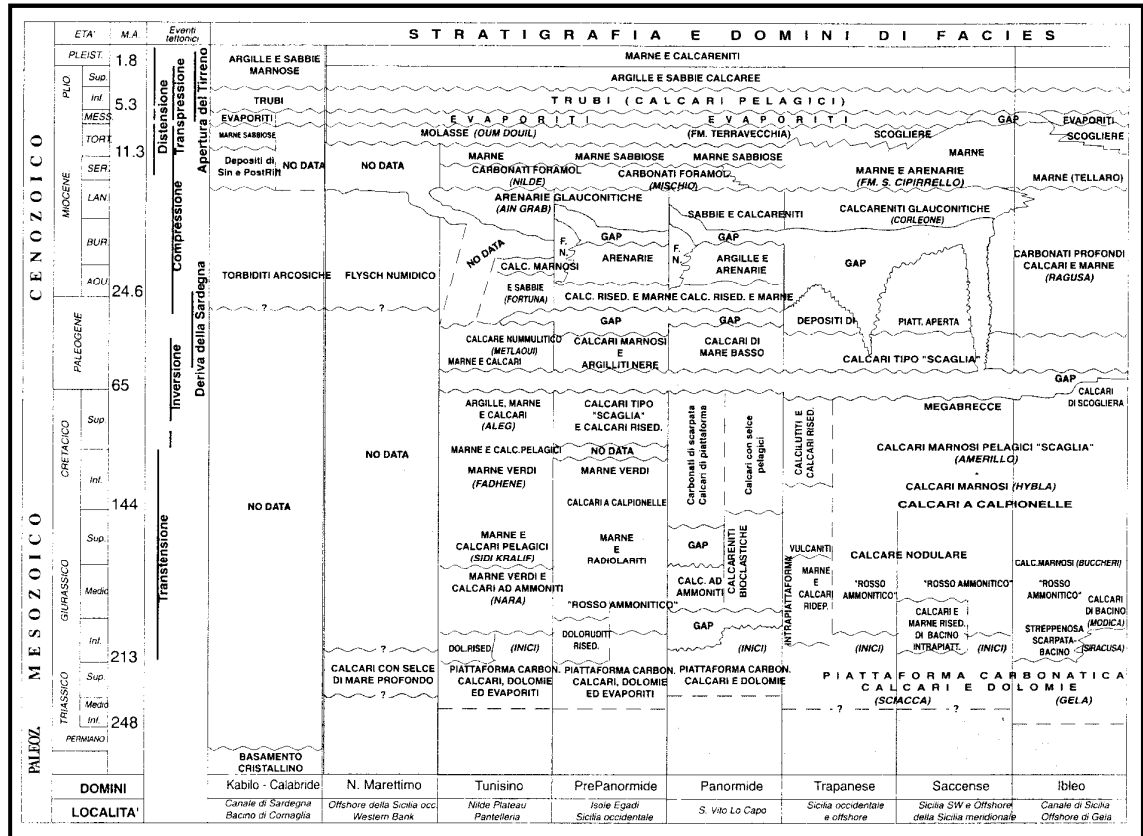 ETA' M.A Eventi tettonici STRATIGRAFIA E DOMINI DI FACIES
PALEOZ. MESOZOICO CENOZOICO
PLEIST. 1.8
PLIO. Sup. Inf. 5.3
MIOCENE MESS. TORT. 11.3 SER. LAN. BUR. AQU. 24.6
PALEOGENE 65
CRETACICO Sup. Inf. 144
GIURASSICO Sup. Medio Inf. 213
TRIASSICO Sup. Medio Inf. 248
PERMIANO
Distensione
Transpressione
Apertura del Tirreno
Compressione
Deriva della Sardegna
Inversione
Transtensione
ARGILLE E SABBIE
MARNOSE
TRUBI
EVAPORITI
MARNE SABBIOSE
Depositi di
Sin e PostRift
NO DATA
TORBIDITI ARCOSICHE
?
NO DATA
BASAMENTO
CRISTALLINO
MARNE E CALCARENITI
ARGILLE E SABBIE CALCAREE
TRUBI (CALCARI PELAGICI)
EVAPORITI EVAPORITI GAP EVAPORITI
MOLASSE (OUM DOUIL) (FM. TERRAVECCHIA) SCOGLIERE SCOGLIERE
NO DATA
FLYSCH NUMIDICO
?
NO DATA
?
CALCARI CON SELCE
DI MARE PROFONDO
?
MARNE
CARBONATI FORAMOL
(NILDE)
ARENARIE GLAUCONITICHE
(AIN GRAB)
NO DATA
CALC. MARNOSI
E SABBIE
(FORTUNA)
CALCARE NUMMULITICO
(METLAOUI)
MARNE E CALCARI
ARGILLE, MARNE
E CALCARI
(ALEG)
MARNE E CALC.PELAGICI
MARNE VERDI
(FADHENE)
MARNE E
CALCARI PELAGICI
(SIDI KRALIF)
MARNE VERDI E
CALCARI AD AMMONITI
(NARA)
DOL.RISED. (INICI)
PIATTAFORMA CARBON.
CALCARI, DOLOMIE
ED EVAPORITI
MARNE SABBIOSE
F.
N.
GAP
ARENARIE
CALC. RISED. E MARNE
GAP
CALCARI MARNOSI
E
ARGILLITI NERE
CALCARI TIPO
"SCAGLIA"
E CALCARI RISED.
NO DATA
MARNE VERDI
CALCARI A CALPIONELLE
MARNE
E
RADIOLARITI
"ROSSO AMMONITICO"
DOLORUDITI
RISED. (INICI)
PIATTAFORMA CARBON.
CALCARI, DOLOMIE
ED EVAPORITI
MARNE SABBIOSE
CARBONATI FORAMOL
(MISCHIO)
SABBIE E CALCARENITI
F.
N.
GAP
ARGILLE E
ARENARIE
CALC. RISED. E MARNE
GAP
CALCARI DI
MARE BASSO
Carbonati di scarpata
Calcari di piattaforma
Calcari con selce
pelagici
GAP
CALCARENITI
BIOCLASTICHE
CALC. AD
AMMONITI
GAP
(INICI)
PIATTAFORMA CARBON.
CALCARI E DOLOMIE
MARNE
MARNE E ARENARIE
(FM. S. CIPIRRELLO)
CALCARENITI GLAUCONITICHE
(CORLEONE)
GAP
DEPOSITI DI PIATT. APERTA
CALCARI TIPO "SCAGLIA"
MEGABRECCE
CALCILUTITI E
CALCARI RISED.
CALCARI MARNOSI PELAGICI "SCAGLIA"
(AMERILLO)
CALCARI MARNOSI (HYBLA)
CALCARI A CALPIONELLE
VULCANITI
CALCARE NODULARE
INTRAPIATTAFORMA
MARNE
E
CALCARI
RIDEP.
"ROSSO
AMMONITICO"
(INICI)
"ROSSO AMMONITICO"
CALCARI E
MARNE RISED.
DI BACINO
INTRAPIATT.
(INICI)
MARNE (TELLARO)
CARBONATI PROFONDI
CALCARI E MARNE
(RAGUSA)
GAP
CALCARI
DI SCOGLIERA
CALC.MARNOSI (BUCCHERI)
"ROSSO
AMMONITICO"
CALCARI
DI BACINO
(MODICA)
STREPPENOSA
SCARPATA-
BACINO
(SIRACUSA)
PIATTAFORMA CARBONATICA
CALCARI E DOLOMIE
(SCIACCA) (GELA)
? ?
DOMINI Kabilo - Calabride N. Marettimo Tunisino PrePanormide Panormide Trapanese Saccense Ibleo
LOCALITA' Canale di Sardegna
Bacino di Cornaglia
Offshore della Sicilia occ.
Western Bank
Nilde Plateau
Pantelleria
Isole Egadi
Sicilia occidentale
S. Vito Lo Capo
Sicilia occidentale
e offshore
Sicilia SW e Offshore
della Sicilia meridionale
Canale di Sicilia
Offshore di Gela